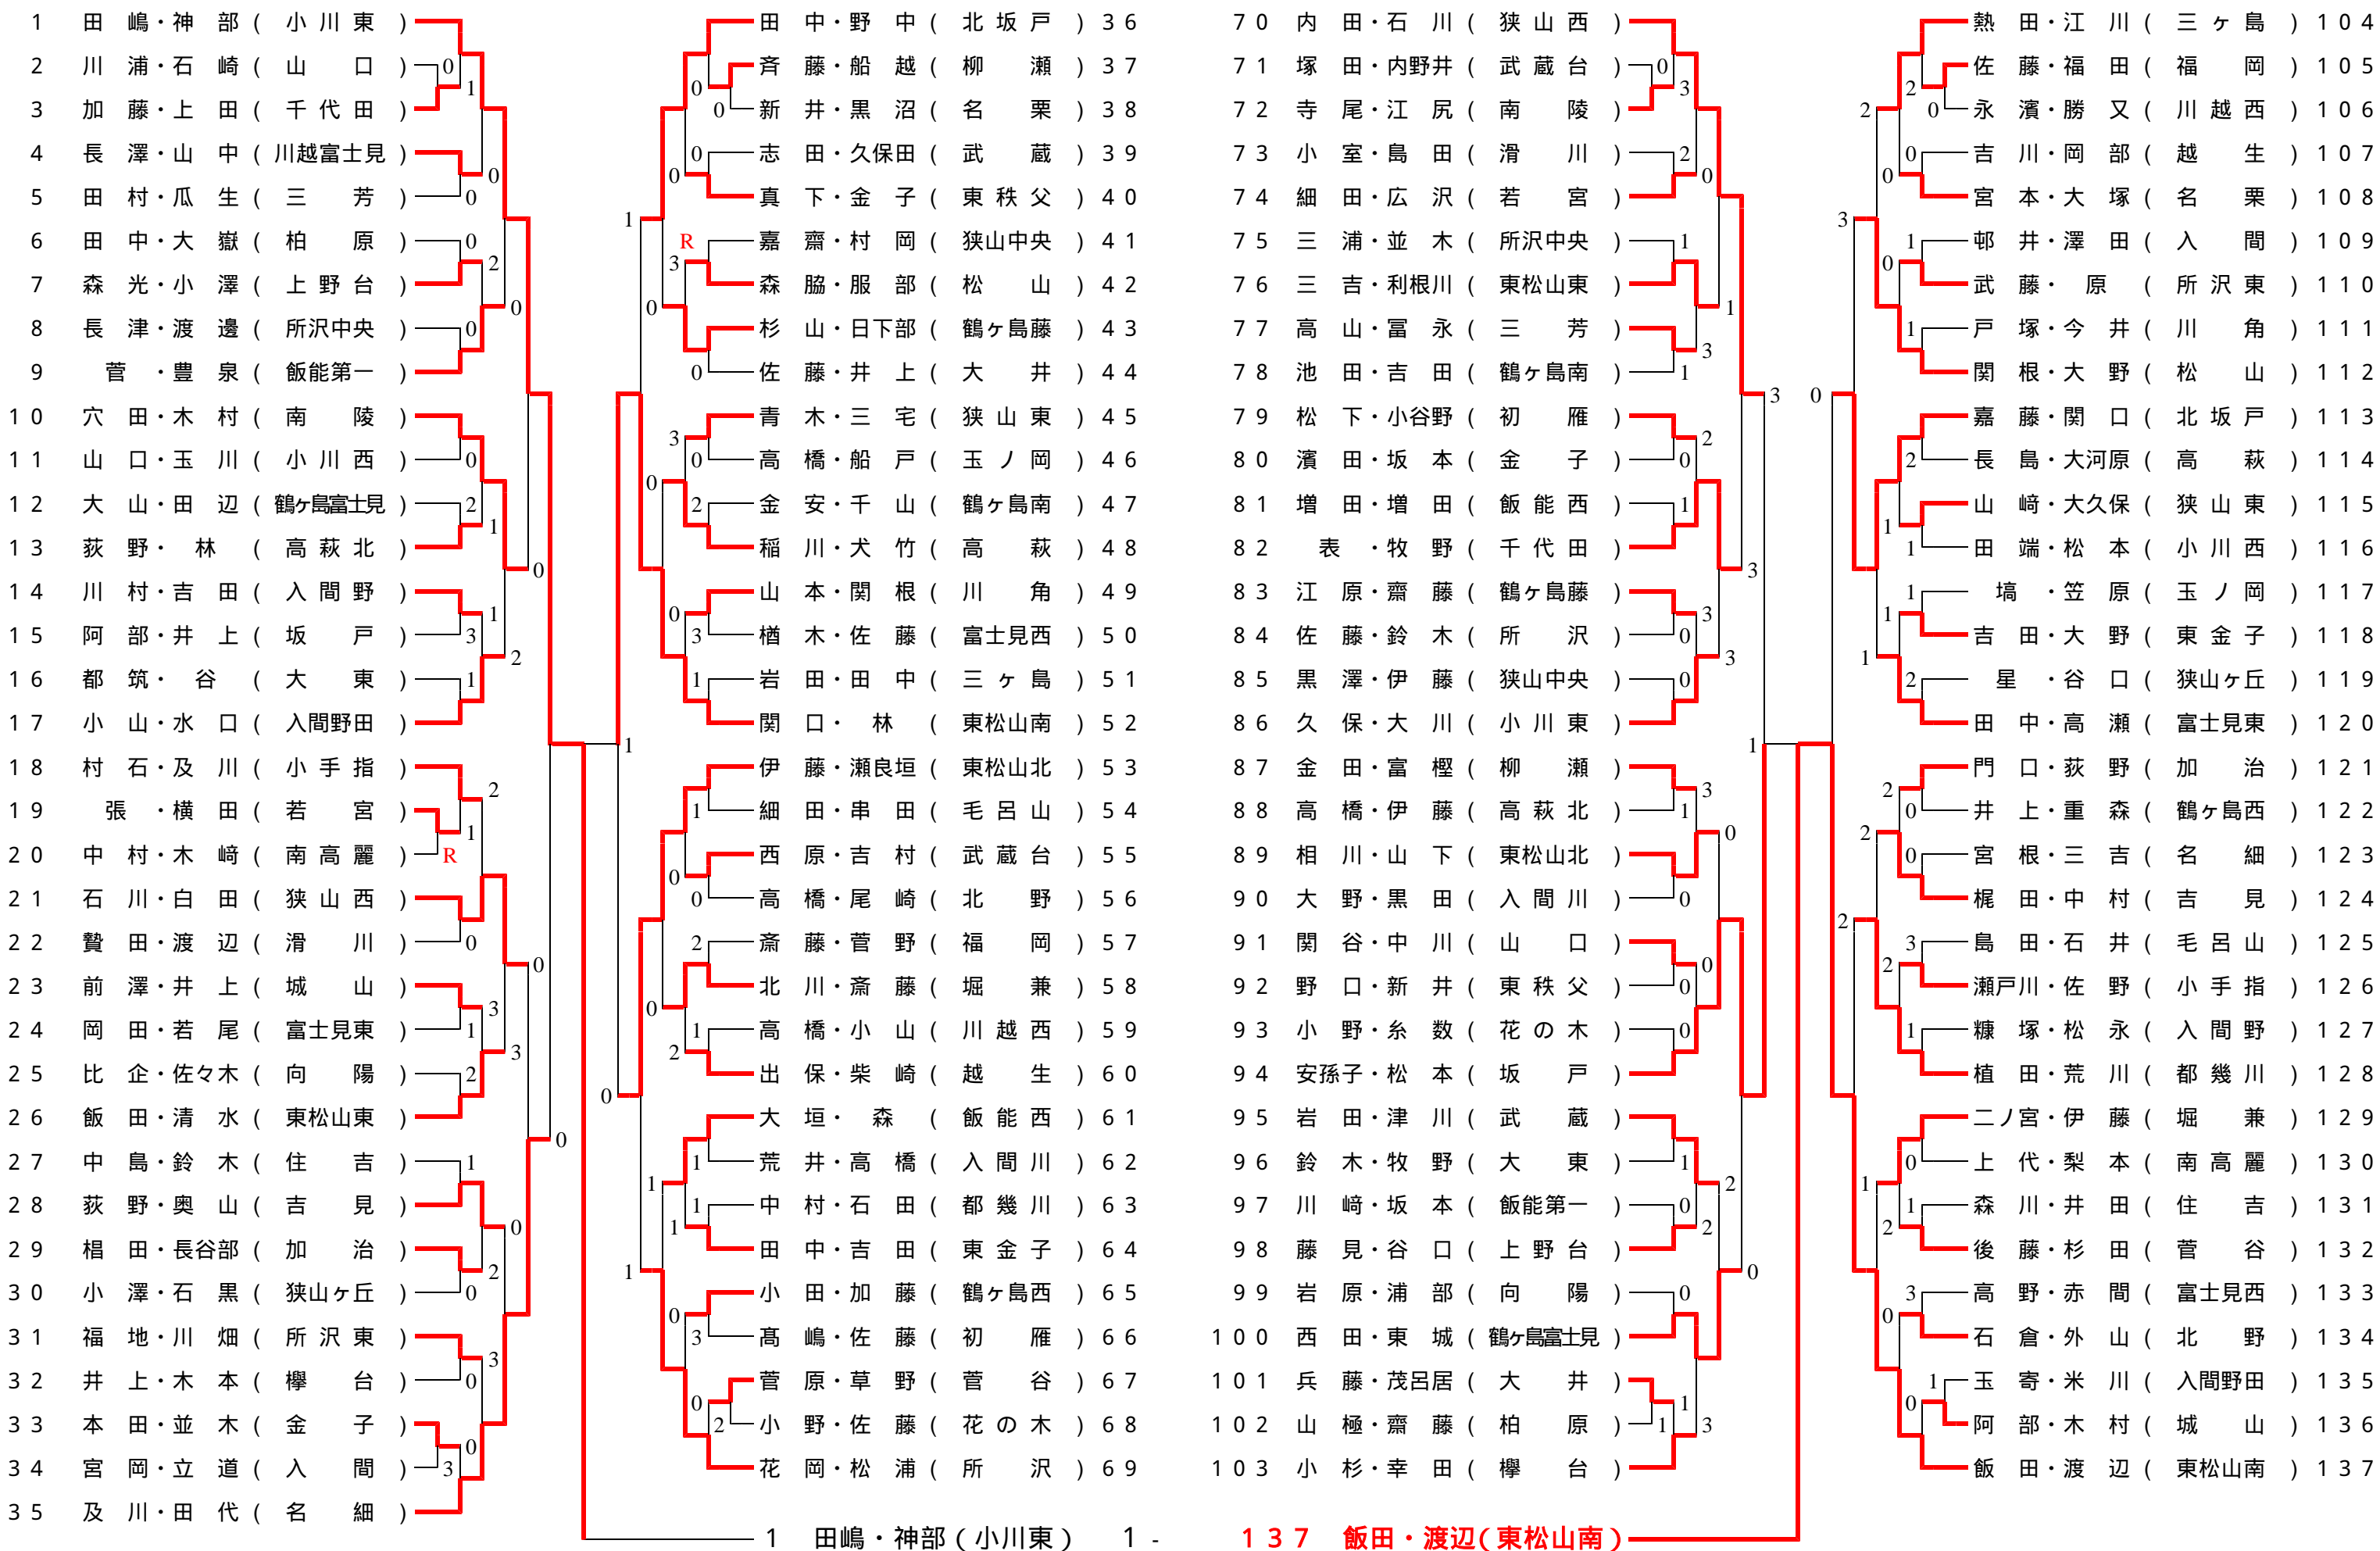 1 田嶋・神部(小川東)
2 川浦・石崎(山口)
3 加藤・上田(千代田)
4 長澤・山中(川越富士見)
5 田村・瓜生(三芳)
6 田中・大嶽(柏原)
7 森光・小澤(上野台)
8 長津・渡邊(所沢中央)
9 菅・豊泉(飯能第一)
10 穴田・木村(南陵)
11 山口・玉川(小川西)
12 大山・田辺(鶴ヶ島富士見)
13 荻野・林(高萩北)
14 川村・吉田(入間野)
15 阿部・井上(坂戸)
16 都筑・谷(大東)
17 小山・水口(入間野田)
18 村石・及川(小手指)
19 張・横田(若宮)
20 中村・木﨑(南高麗) R
21 石川・白田(狭山西)
22 贄田・渡辺(滑川)
23 前澤・井上(城山)
24 岡田・若尾(富士見東)
25 比企・佐々木(向陽)
26 飯田・清水(東松山東)
27 中島・鈴木(住吉)
28 荻野・奥山(吉見)
29 椙田・長谷部(加治)
30 小澤・石黒(狭山ヶ丘)
31 福地・川畑(所沢東)
32 井上・木本(欅台)
33 本田・並木(金子)
34 宮岡・立道(入間)
35 及川・田代(名細)
田中・野中(北坂戸)36
斉藤・船越(柳瀬)37
新井・黒沼(名栗)38
志田・久保田(武蔵)39
真下・金子(東秩父)40
R 嘉齋・村岡(狭山中央)41
森脇・服部(松山)42
杉山・日下部(鶴ヶ島藤)43
佐藤・井上(大井)44
青木・三宅(狭山東)45
高橋・船戸(玉ノ岡)46
金安・千山(鶴ヶ島南)47
稲川・犬竹(高萩)48
山本・関根(川角)49
楢木・佐藤(富士見西)50
岩田・田中(三ヶ島)51
関口・林(東松山南)52
伊藤・瀬良垣(東松山北)53
細田・串田(毛呂山)54
西原・吉村(武蔵台)55
高橋・尾崎(北野)56
斎藤・菅野(福岡)57
北川・斎藤(堀兼)58
高橋・小山(川越西)59
出保・柴崎(越生)60
大垣・森(飯能西)61
荒井・高橋(入間川)62
中村・石田(都幾川)63
田中・吉田(東金子)64
小田・加藤(鶴ヶ島西)65
髙嶋・佐藤(初雁)66
菅原・草野(菅谷)67
小野・佐藤(花の木)68
花岡・松浦(所沢)69
70 内田・石川(狭山西)
71 塚田・内野井(武蔵台)
72 寺尾・江尻(南陵)
73 小室・島田(滑川)
74 細田・広沢(若宮)
75 三浦・並木(所沢中央)
76 三吉・利根川(東松山東)
77 高山・冨永(三芳)
78 池田・吉田(鶴ヶ島南)
79 松下・小谷野(初雁)
80 濱田・坂本(金子)
81 増田・増田(飯能西)
82 表・牧野(千代田)
83 江原・齋藤(鶴ヶ島藤)
84 佐藤・鈴木(所沢)
85 黒澤・伊藤(狭山中央)
86 久保・大川(小川東)
87 金田・富樫(柳瀬)
88 高橋・伊藤(高萩北)
89 相川・山下(東松山北)
90 大野・黒田(入間川)
91 関谷・中川(山口)
92 野口・新井(東秩父)
93 小野・糸数(花の木)
94 安孫子・松本(坂戸)
95 岩田・津川(武蔵)
96 鈴木・牧野(大東)
97 川﨑・坂本(飯能第一)
98 藤見・谷口(上野台)
99 岩原・浦部(向陽)
100 西田・東城(鶴ヶ島富士見)
101 兵藤・茂呂居(大井)
102 山極・齋藤(柏原)
103 小杉・幸田(欅台)
熱田・江川(三ヶ島)104
佐藤・福田(福岡)105
永濱・勝又(川越西)106
吉川・岡部(越生)107
宮本・大塚(名栗)108
邨井・澤田(入間)109
武藤・原(所沢東)110
戸塚・今井(川角)111
関根・大野(松山)112
嘉藤・関口(北坂戸)113
長島・大河原(高萩)114
山﨑・大久保(狭山東)115
田端・松本(小川西)116
塙・笠原(玉ノ岡)117
吉田・大野(東金子)118
星・谷口(狭山ヶ丘)119
田中・高瀬(富士見東)120
門口・荻野(加治)121
井上・重森(鶴ヶ島西)122
宮根・三吉(名細)123
梶田・中村(吉見)124
島田・石井(毛呂山)125
瀬戸川・佐野(小手指)126
糠塚・松永(入間野)127
植田・荒川(都幾川)128
二ノ宮・伊藤(堀兼)129
上代・梨本(南高麗)130
森川・井田(住吉)131
後藤・杉田(菅谷)132
高野・赤間(富士見西)133
石倉・外山(北野)134
玉寄・米川(入間野田)135
阿部・木村(城山)136
飯田・渡辺(東松山南)137
1 田嶋・神部(小川東) 1 - 137 飯田・渡辺(東松山南)